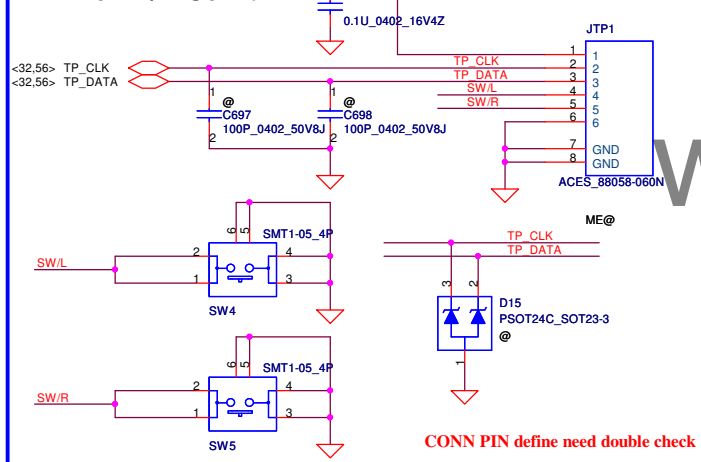 0.1U_0402_16V4Z
JTP1
<32,56> TP_CLK
<32,56> TP_DATA
TP_CLK
TP_DATA
SW/L
SW/R
1 1
2 2
3 3
4 4
5 5
6 6
7 GND
8 GND
ACES_88058-060N
1
@
C697
100P_0402_50V8J
2
1
@
C698
100P_0402_50V8J
2
W
ME@
6 5
SMT1-05_4P
2 4
1 3
SW/L
SW4
6 5
SMT1-05_4P
2 4
1 3
SW/R
SW5
TP_CLK
TP_DATA
3 2
D15
PSOT24C_SOT23-3
@
1
CONN PIN define need double check